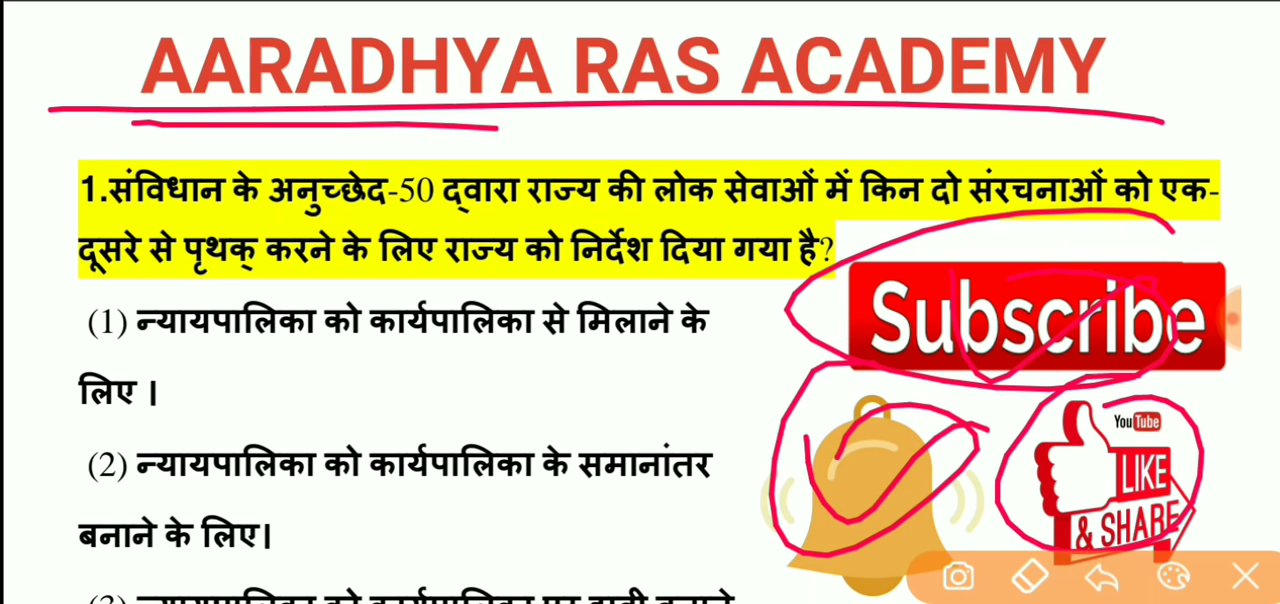 AARADHYA RAS ACADEMY
1.संविधान के अनुच्छेद-50 द्वारा राज्य की लोक सेवाओं में किन दो संरचनाओं को एक-
दूसरे से पृथक् करने के लिए राज्य को निर्देश दिया गया है?
(1) न्यायपालिका को कार्यपालिका से मिलाने के
लिए ।
Subscribe
YouTube
LIKE
& SHARE
(2) न्यायपालिका को कार्यपालिका के समानांतर
बनाने के लिए।